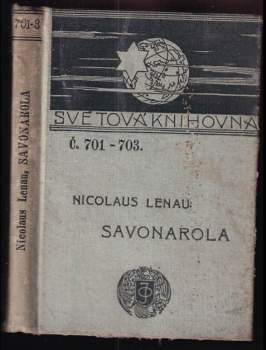 701-3
Nicolaus Lenau, SAVONAROLA
SVĚTOVÁ KNIHOVNA
Č. 701 – 703.
NICOLAUS LENAU:
SAVONAROLA